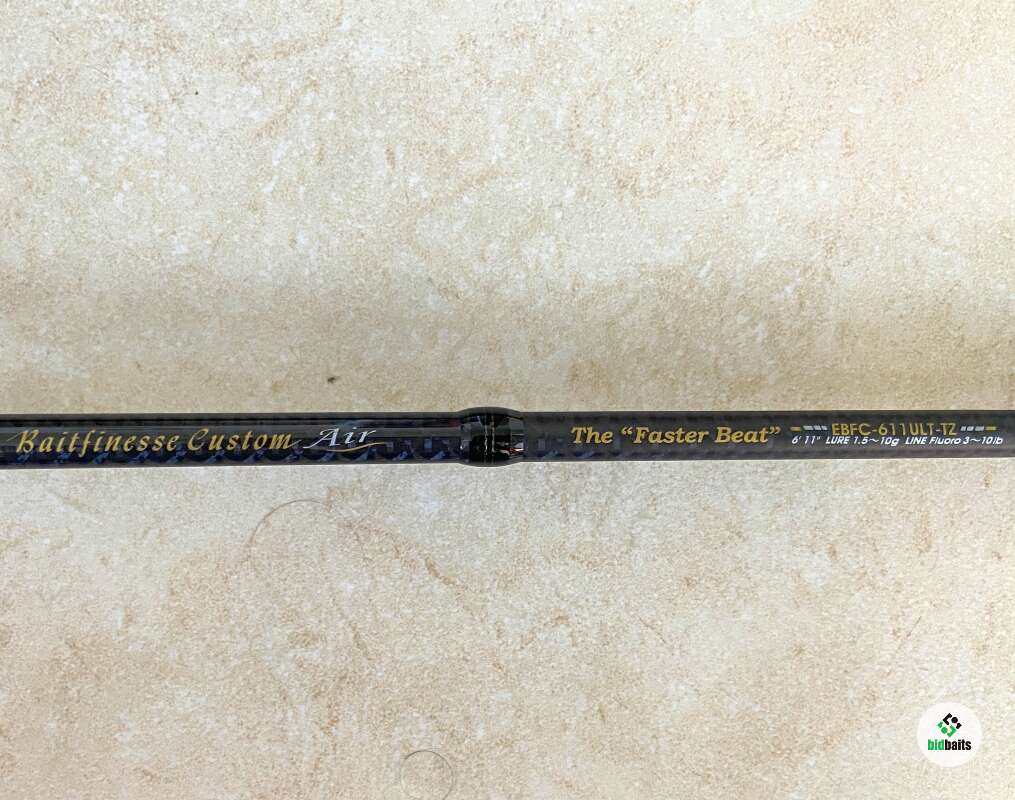 Baitfinesse Custom Air
The “Faster Beat” EBFC-611ULT-TZ
6' 11" LURE 1.5~10g LINE Fluoro 3~10lb
bidbaits